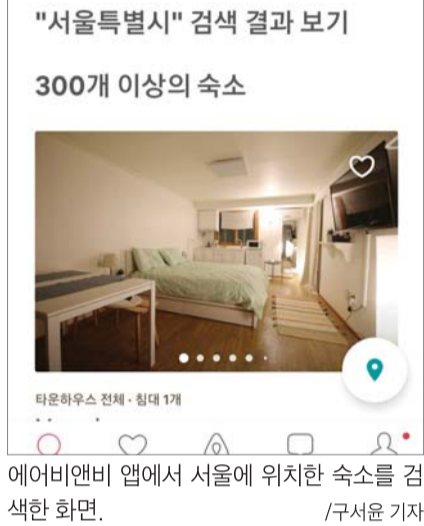 "서울특별시" 검색 결과 보기
300개 이상의 숙소
타운하우스 전체 · 침대 1개
에어비앤비 앱에서 서울에 위치한 숙소를 검
색한 화면.
/구서윤 기자